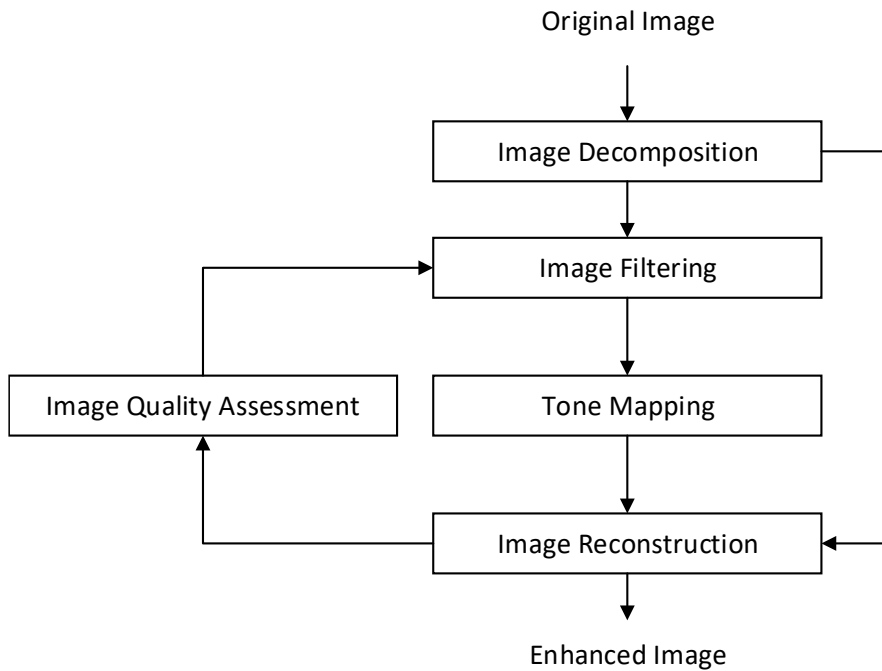 Original Image
Image Decomposition
Image Filtering
Image Quality Assessment
Tone Mapping
Image Reconstruction
Enhanced Image